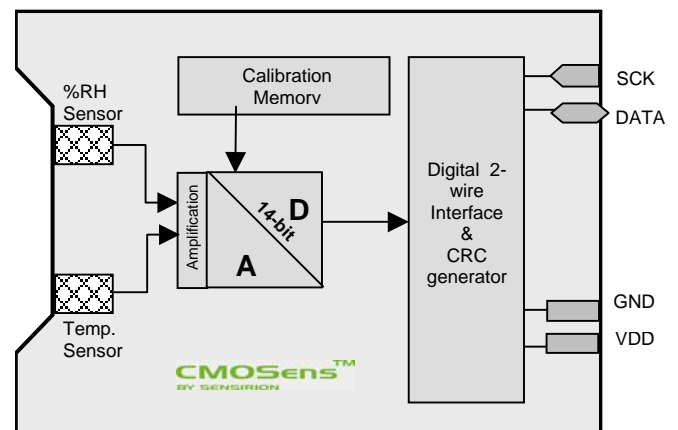 %RH
Sensor
Calibration
Memory
SCK
DATA
Amplification
14-bit
D
A
Digital 2-
wire
Interface
&
CRC
generator
GND
VDD
Temp.
Sensor
CMOSens™
BY SENSIRION